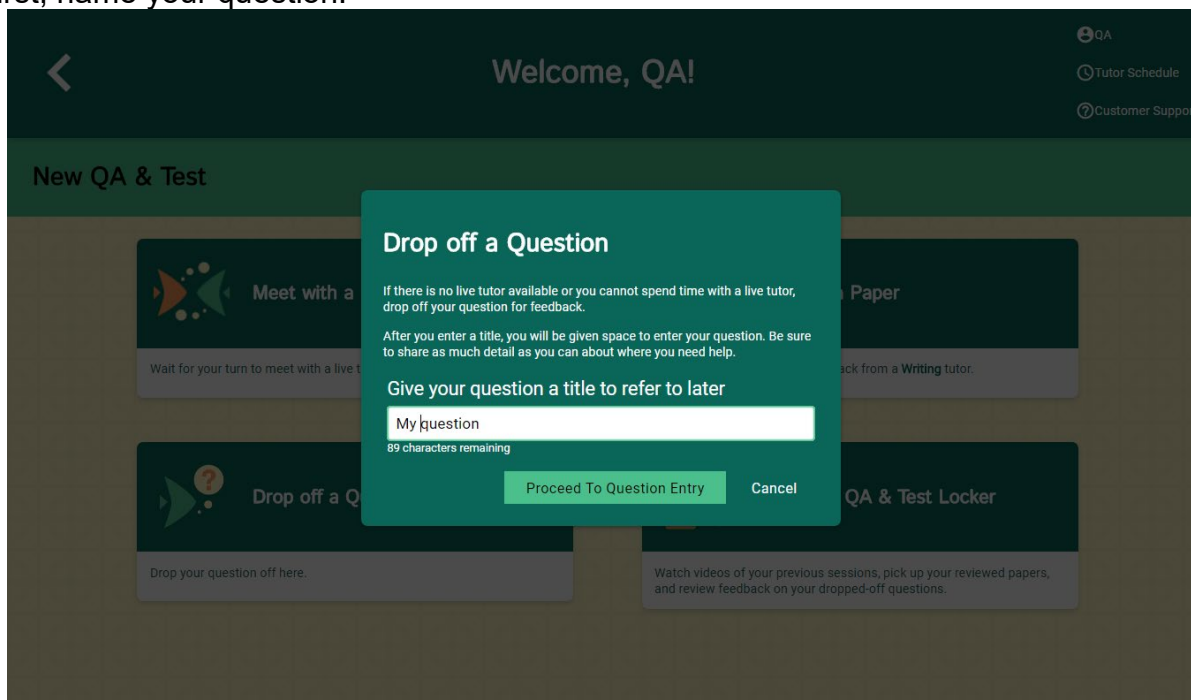 name your question.
Welcome, QA!
QA
Tutor Schedule
Customer Suppor
New QA & Test
Meet with a
Wait for your turn to meet with a live t
Paper
ack from a Writing tutor.
Drop off a Question
If there is no live tutor available or you cannot spend time with a live tutor,
drop off your question for feedback.
After you enter a title, you will be given space to enter your question. Be sure
to share as much detail as you can about where you need help.
Give your question a title to refer to later
My question
89 characters remaining
Proceed To Question Entry
Cancel
Drop off a Q
Drop your question off here.
QA & Test Locker
Watch videos of your previous sessions, pick up your reviewed papers,
and review feedback on your dropped-off questions.